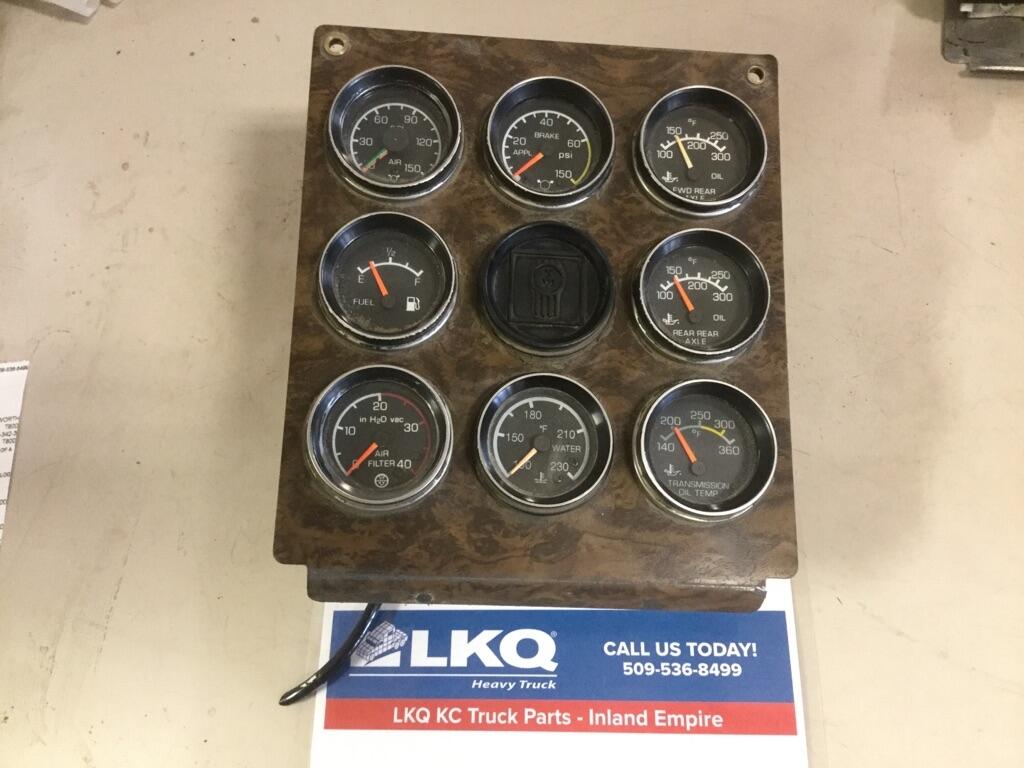 60 90
30 120
AIR
150
40
BRAKE
20 60
APPL psi
150
°F
150 250
200
100 300
OIL
FWD REAR
AXLE
1/2
E F
FUEL
°F
150 250
200
100 300
OIL
REAR REAR
AXLE
20
in H2O vac
10 30
AIR
0 FILTER 40
180
°F
150 210
WATER
230
250
200 300
°F
140 360
TRANSMISSION
OIL TEMP
LKQ®
Heavy Truck
CALL US TODAY!
509-536-8499
LKQ KC Truck Parts - Inland Empire